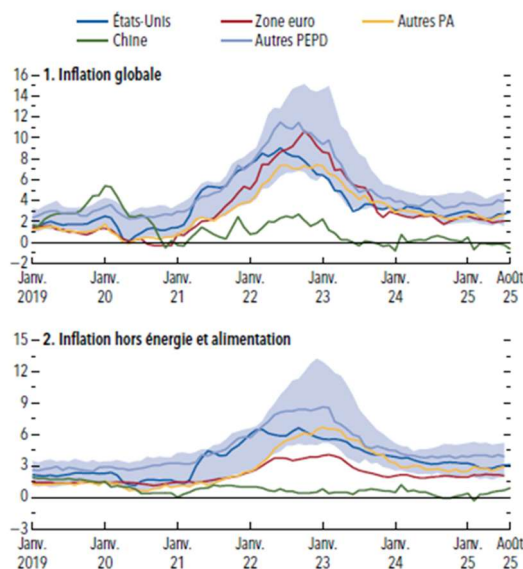 États-Unis Zone euro Autres PA
Chine Autres PEPD
1. Inflation globale
16
14
12
10
8
6
4
2
0
−2
Janv. Janv. Janv. Janv. Janv. Janv. Janv. Août
2019 20 21 22 23 24 25 25
2. Inflation hors énergie et alimentation
15
12
9
6
3
0
−3
Janv. Janv. Janv. Janv. Janv. Janv. Janv. Août
2019 20 21 22 23 24 25 25